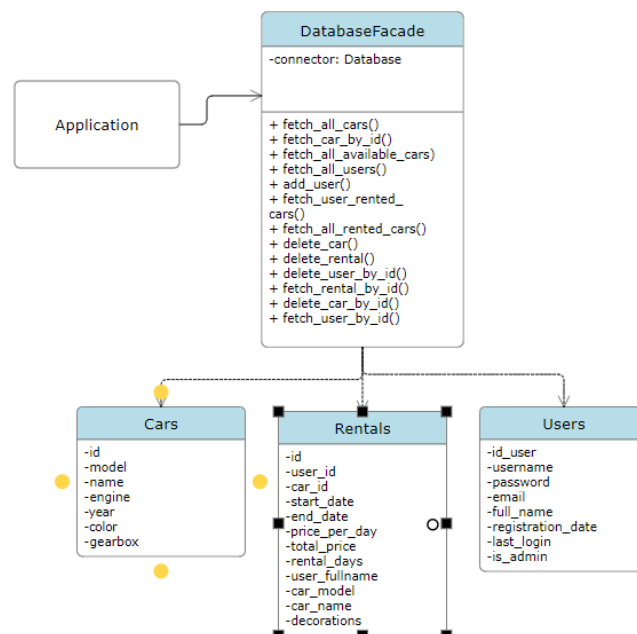 DatabaseFacade
-connector: Database
Application
+ fetch_all_cars()
+ fetch_car_by_id()
+ fetch_all_available_cars)
+ fetch_all_users()
+ add_user()
+ fetch_user_rented_
cars()
+ fetch_all_rented_cars()
+ delete_car()
+ delete_rental()
+ delete_user_by_id()
+ fetch_rental_by_id()
+ delete_car_by_id()
+ fetch_user_by_id()
Cars
-id
-model
-name
-engine
-year
-color
-gearbox
Rentals
-id
-user_id
-car_id
-start_date
-end_date
-price_per_day
-total_price
-rental_days
-user_fullname
-car_model
-car_name
-decorations
Users
-id_user
-username
-password
-email
-full_name
-registration_date
-last_login
-is_admin